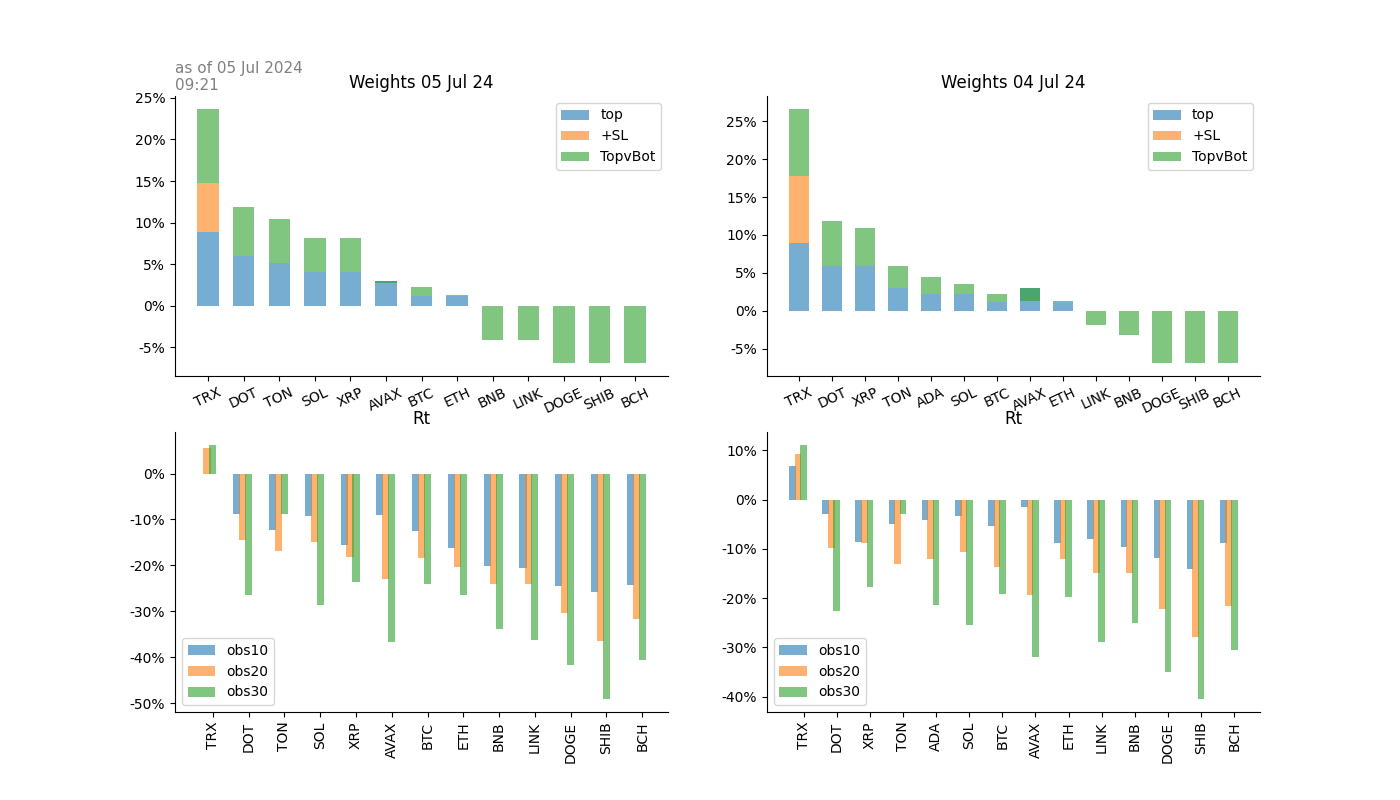 as of 05 Jul 2024
09:21
Weights 05 Jul 24
25%
20%
15%
10%
5%
0%
-5%
top
+SL
TopvBot
TRX DOT TON SOL XRP AVAX BTC ETH BNB LINK DOGE SHIB BCH
Weights 04 Jul 24
25%
20%
15%
10%
5%
0%
-5%
top
+SL
TopvBot
TRX DOT XRP TON ADA SOL BTC AVAX ETH LINK BNB DOGE SHIB BCH
Rt
0%
-10%
-20%
-30%
-40%
-50%
obs10
obs20
obs30
TRX DOT TON SOL XRP AVAX BTC ETH BNB LINK DOGE SHIB BCH
Rt
10%
0%
-10%
-20%
-30%
-40%
obs10
obs20
obs30
TRX DOT XRP TON ADA SOL BTC AVAX ETH LINK BNB DOGE SHIB BCH